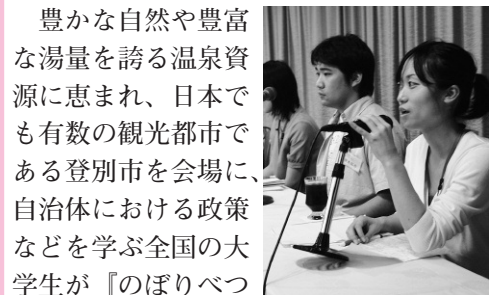 豊かな自然や豊富
な湯量を誇る温泉資
源に恵まれ、日本で
も有数の観光都市で
ある登別市を会場に、
自治体における政策
などを学ぶ全国の大
学生が『のぼりべつ